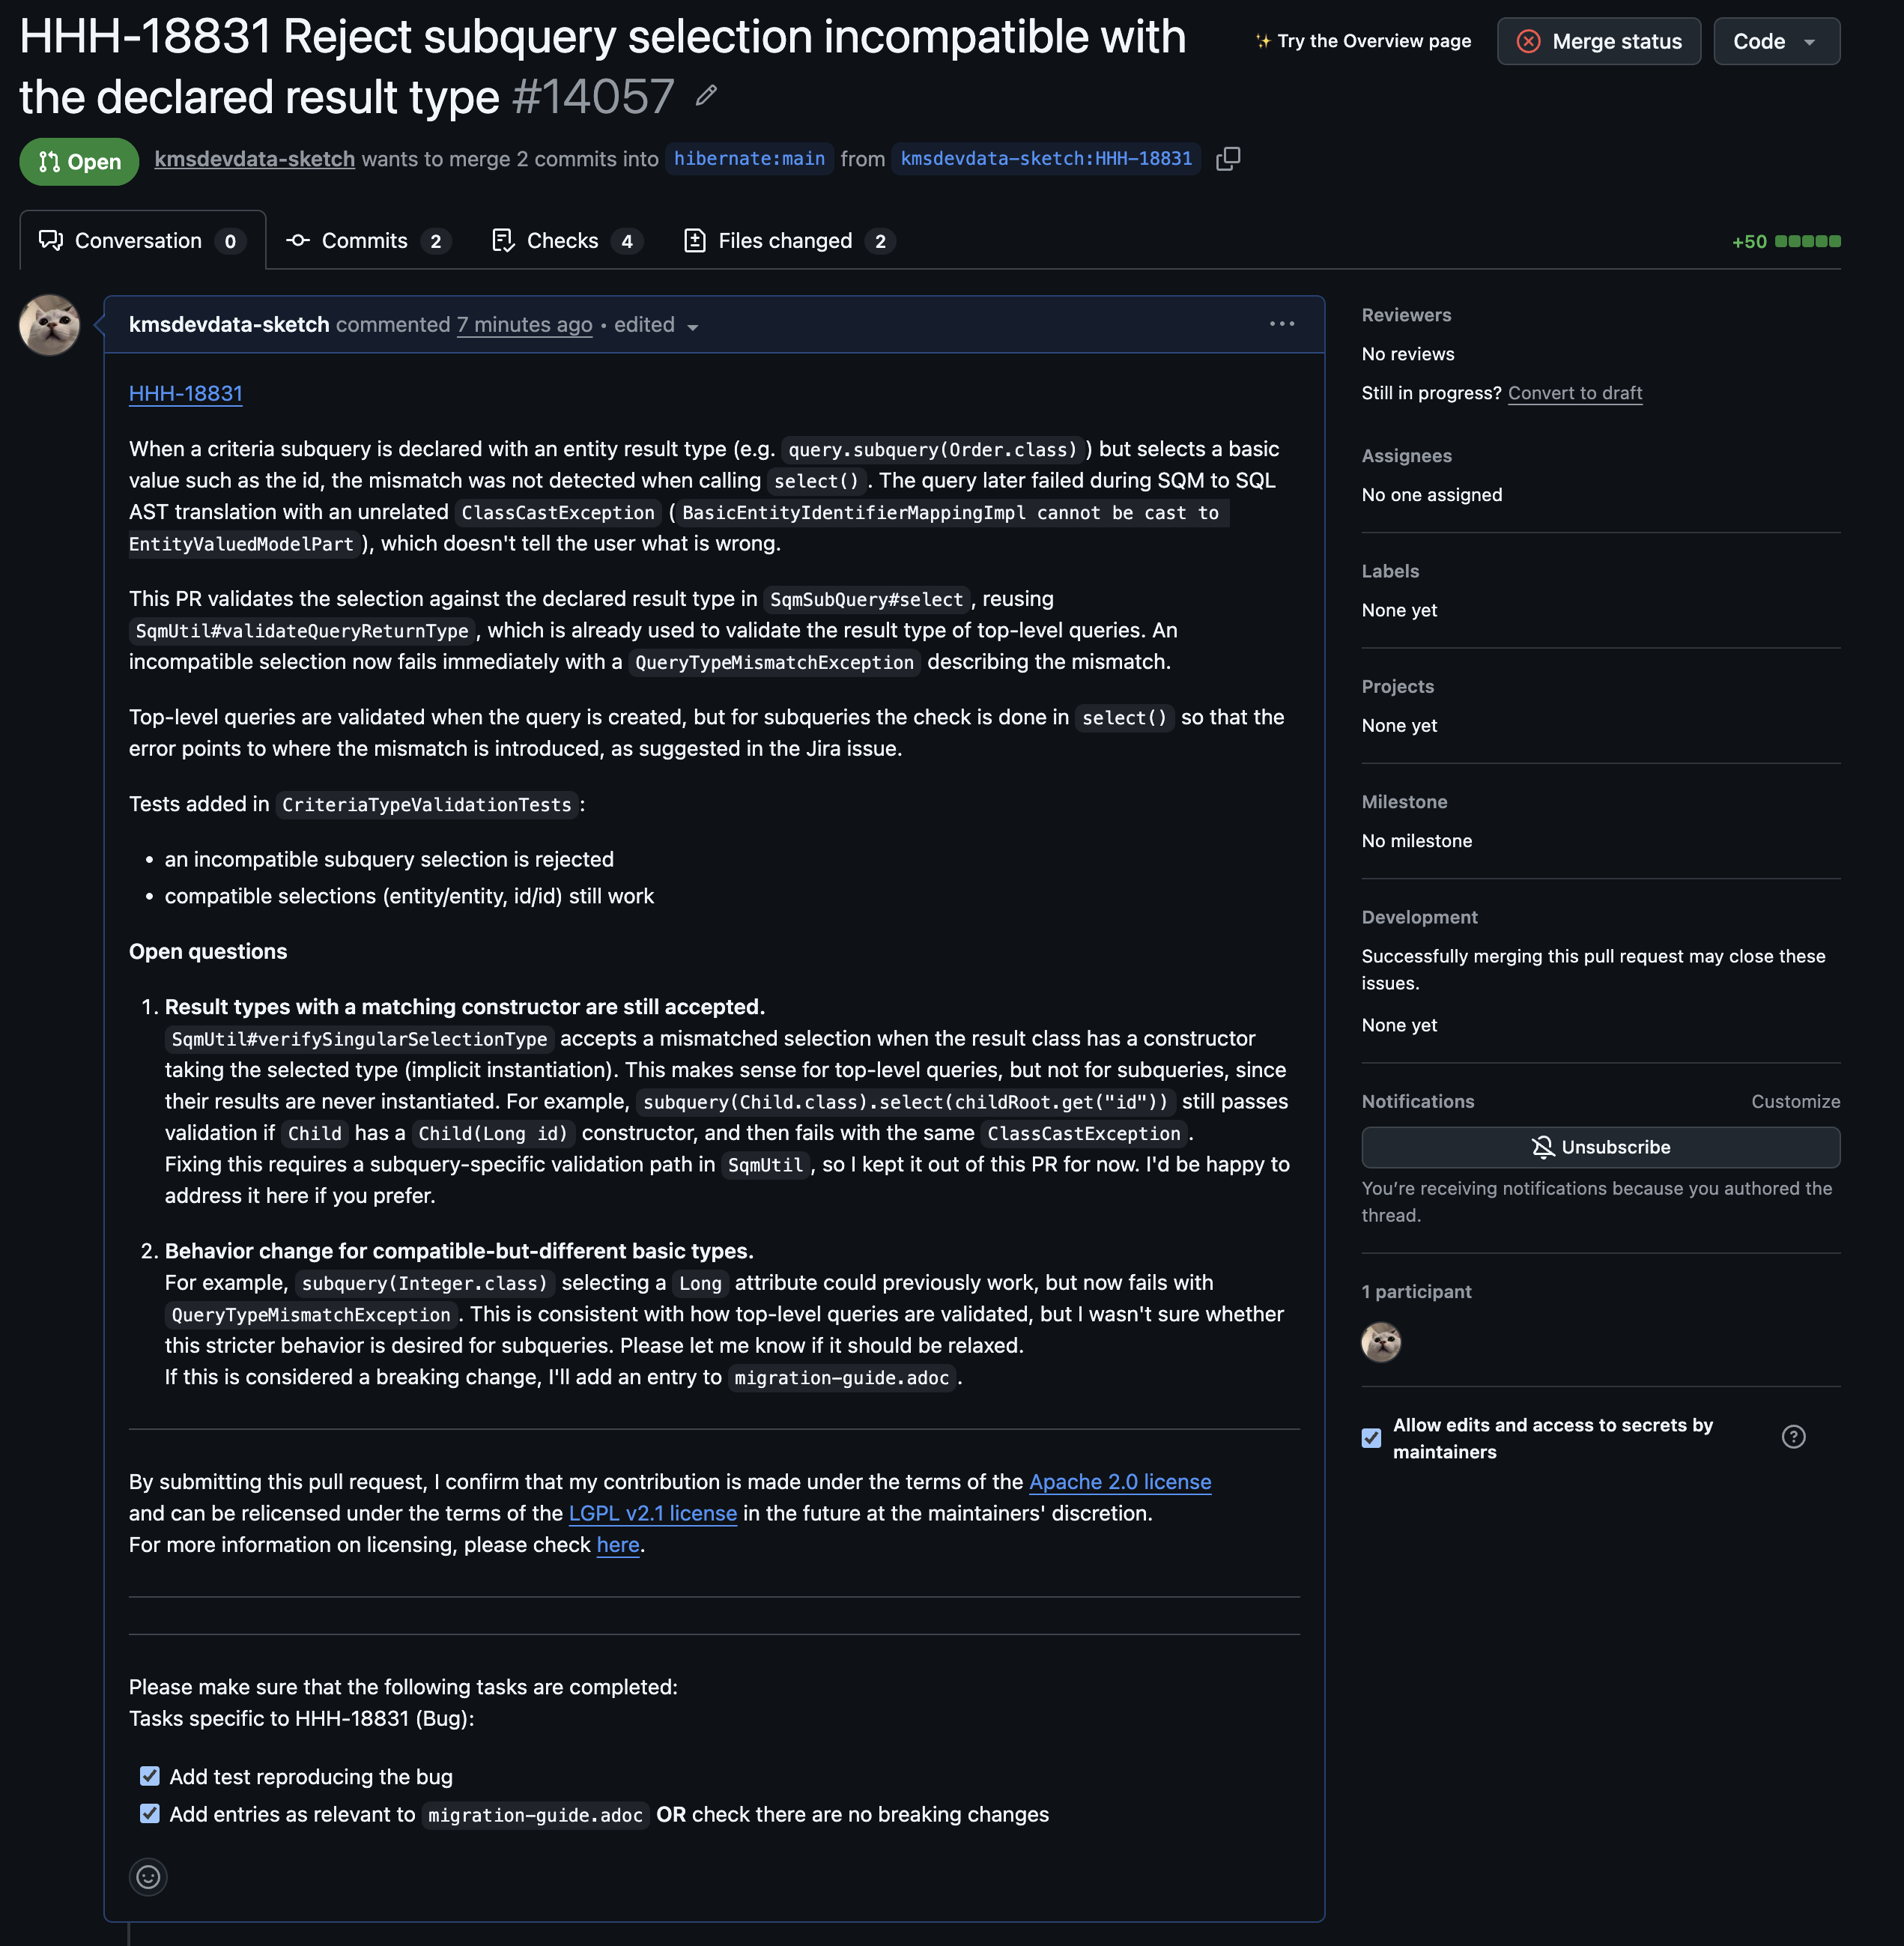 HHH-18831 Reject subquery selection incompatible with
the declared result type #14057
Try the Overview page
Merge status
Code
Open
kmsdevdata-sketch wants to merge 2 commits into hibernate:main from kmsdevdata-sketch:HHH-18831
Conversation 0
Commits 2
Checks 4
Files changed 2
+50
kmsdevdata-sketch commented 7 minutes ago • edited
HHH-18831
When a criteria subquery is declared with an entity result type (e.g. query.subquery(Order.class) ) but selects a basic
value such as the id, the mismatch was not detected when calling select() . The query later failed during SQM to SQL
AST translation with an unrelated ClassCastException ( BasicEntityIdentifierMappingImpl cannot be cast to
EntityValuedModelPart ), which doesn't tell the user what is wrong.
This PR validates the selection against the declared result type in SqmSubQuery#select , reusing
SqmUtil#validateQueryReturnType , which is already used to validate the result type of top-level queries. An
incompatible selection now fails immediately with a QueryTypeMismatchException describing the mismatch.
Top-level queries are validated when the query is created, but for subqueries the check is done in select() so that the
error points to where the mismatch is introduced, as suggested in the Jira issue.
Tests added in CriteriaTypeValidationTests :
• an incompatible subquery selection is rejected
• compatible selections (entity/entity, id/id) still work
Open questions
1. Result types with a matching constructor are still accepted.
SqmUtil#verifySingularSelectionType accepts a mismatched selection when the result class has a constructor
taking the selected type (implicit instantiation). This makes sense for top-level queries, but not for subqueries, since
their results are never instantiated. For example, subquery(Child.class).select(childRoot.get("id")) still passes
validation if Child has a Child(Long id) constructor, and then fails with the same ClassCastException .
Fixing this requires a subquery-specific validation path in SqmUtil , so I kept it out of this PR for now. I'd be happy to
address it here if you prefer.
2. Behavior change for compatible-but-different basic types.
For example, subquery(Integer.class) selecting a Long attribute could previously work, but now fails with
QueryTypeMismatchException . This is consistent with how top-level queries are validated, but I wasn't sure whether
this stricter behavior is desired for subqueries. Please let me know if it should be relaxed.
If this is considered a breaking change, I'll add an entry to migration-guide.adoc .
By submitting this pull request, I confirm that my contribution is made under the terms of the Apache 2.0 license
and can be relicensed under the terms of the LGPL v2.1 license in the future at the maintainers' discretion.
For more information on licensing, please check here.
Please make sure that the following tasks are completed:
Tasks specific to HHH-18831 (Bug):
Add test reproducing the bug
Add entries as relevant to migration-guide.adoc OR check there are no breaking changes
Reviewers
No reviews
Still in progress? Convert to draft
Assignees
No one assigned
Labels
None yet
Projects
None yet
Milestone
No milestone
Development
Successfully merging this pull request may close these
issues.
None yet
Notifications
Customize
Unsubscribe
You're receiving notifications because you authored the
thread.
1 participant
Allow edits and access to secrets by
maintainers